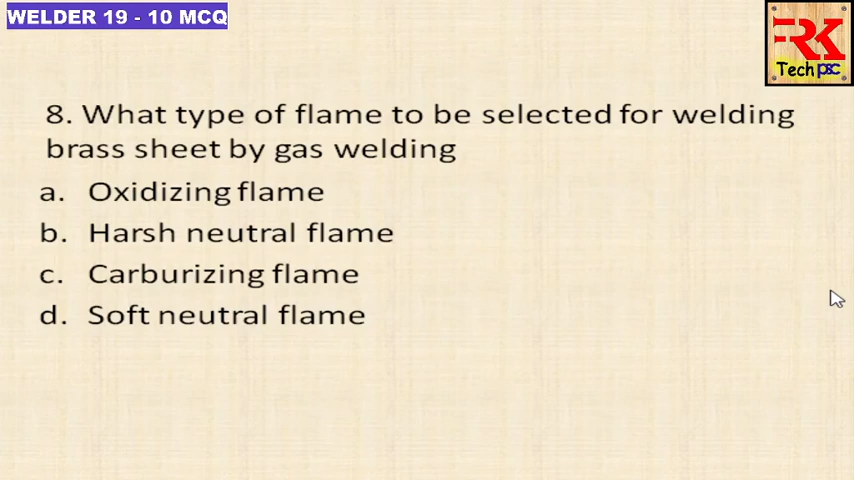 WELDER 19 - 10 MCQ
RK
Tech psc
8. What type of flame to be selected for welding
brass sheet by gas welding
a. Oxidizing flame
b. Harsh neutral flame
c. Carburizing flame
d. Soft neutral flame